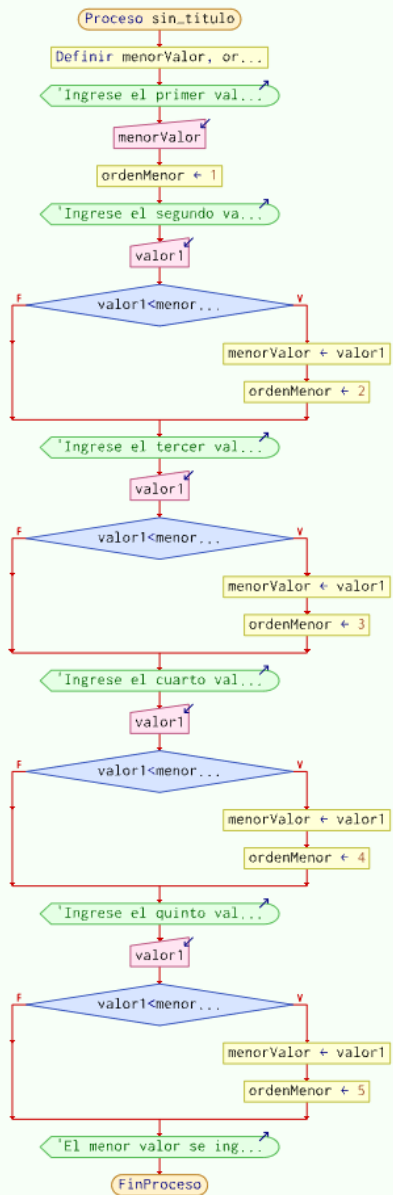 Proceso sin_titulo
Definir menorValor, or...
'Ingrese el primer val...
menorValor
ordenMenor ← 1
'Ingrese el segundo va...
valor1
valor1<menor...
F
V
menorValor ← valor1
ordenMenor ← 2
'Ingrese el tercer val...
valor1
valor1<menor...
F
V
menorValor ← valor1
ordenMenor ← 3
'Ingrese el cuarto val...
valor1
valor1<menor...
F
V
menorValor ← valor1
ordenMenor ← 4
'Ingrese el quinto val...
valor1
valor1<menor...
F
V
menorValor ← valor1
ordenMenor ← 5
'El menor valor se ing...
FinProceso